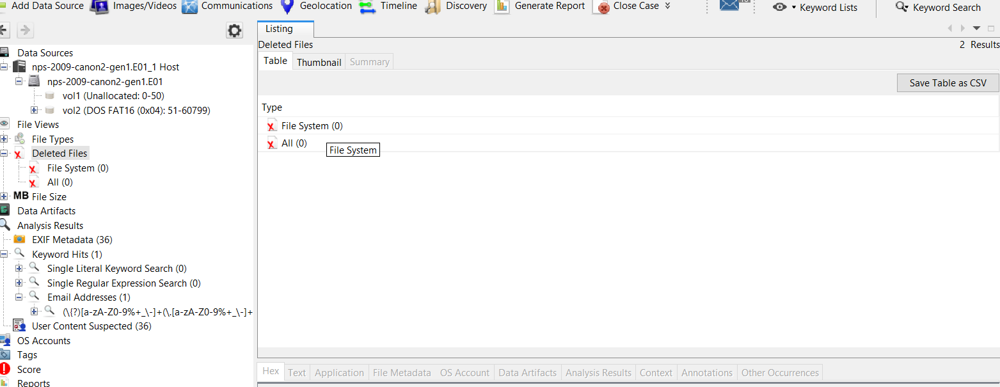 Add Data Source Images/Videos Communications Geolocation Timeline Discovery Generate Report Close Case Keyword Lists Keyword Search
Listing
Data Sources
Deleted Files 2 Results
nps-2009-canon2-gen1.E01_1 Host
Table Thumbnail Summary
nps-2009-canon2-gen1.E01
Save Table as CSV
vol1 (Unallocated: 0-50)
vol2 (DOS FAT16 (0x04): 51-60799)
Type
File Views
File System (0)
File Types
All (0)
File System
Deleted Files
File System (0)
All (0)
MB File Size
Data Artifacts
Analysis Results
EXIF Metadata (36)
Keyword Hits (1)
Single Literal Keyword Search (0)
Single Regular Expression Search (0)
Email Addresses (1)
(\{?)[a-zA-Z0-9%+_\-]+(\.[a-zA-Z0-9%+_\-]+
User Content Suspected (36)
OS Accounts
Tags
Score
Reports
Hex Text Application File Metadata OS Account Data Artifacts Analysis Results Context Annotations Other Occurrences